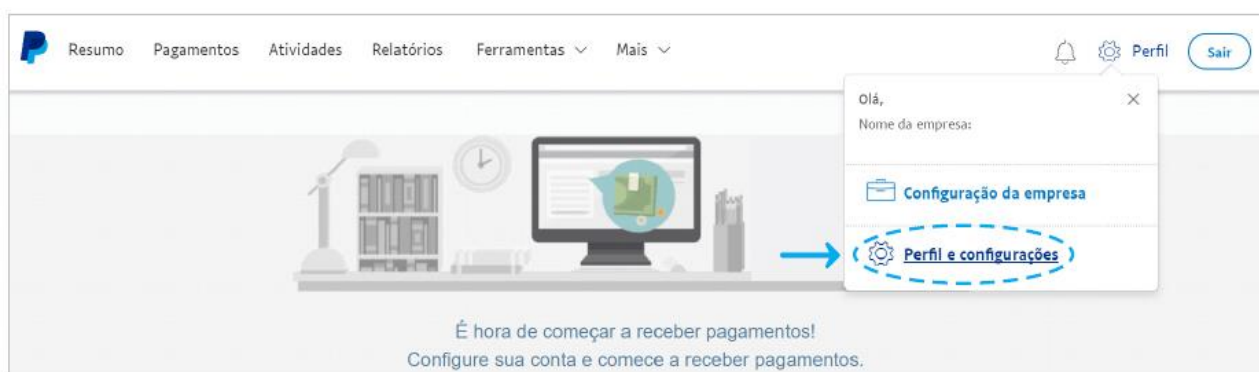 Resumo Pagamentos Atividades Relatórios Ferramentas Mais Perfil Sair
Olá,
Nome da empresa:
Configuração da empresa
Perfil e configurações
É hora de começar a receber pagamentos!
Configure sua conta e comece a receber pagamentos.